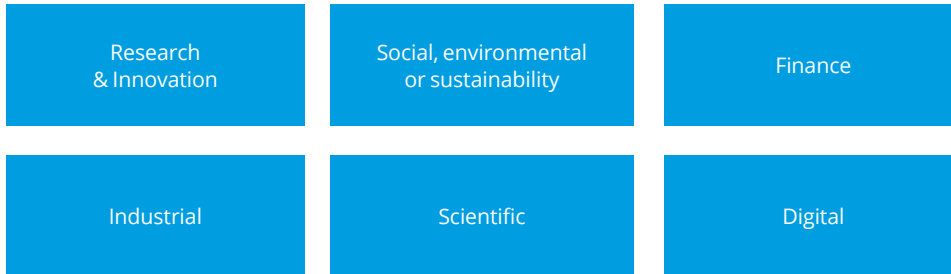 Research
& Innovation
Social, environmental
or sustainability
Finance
Industrial
Scientific
Digital